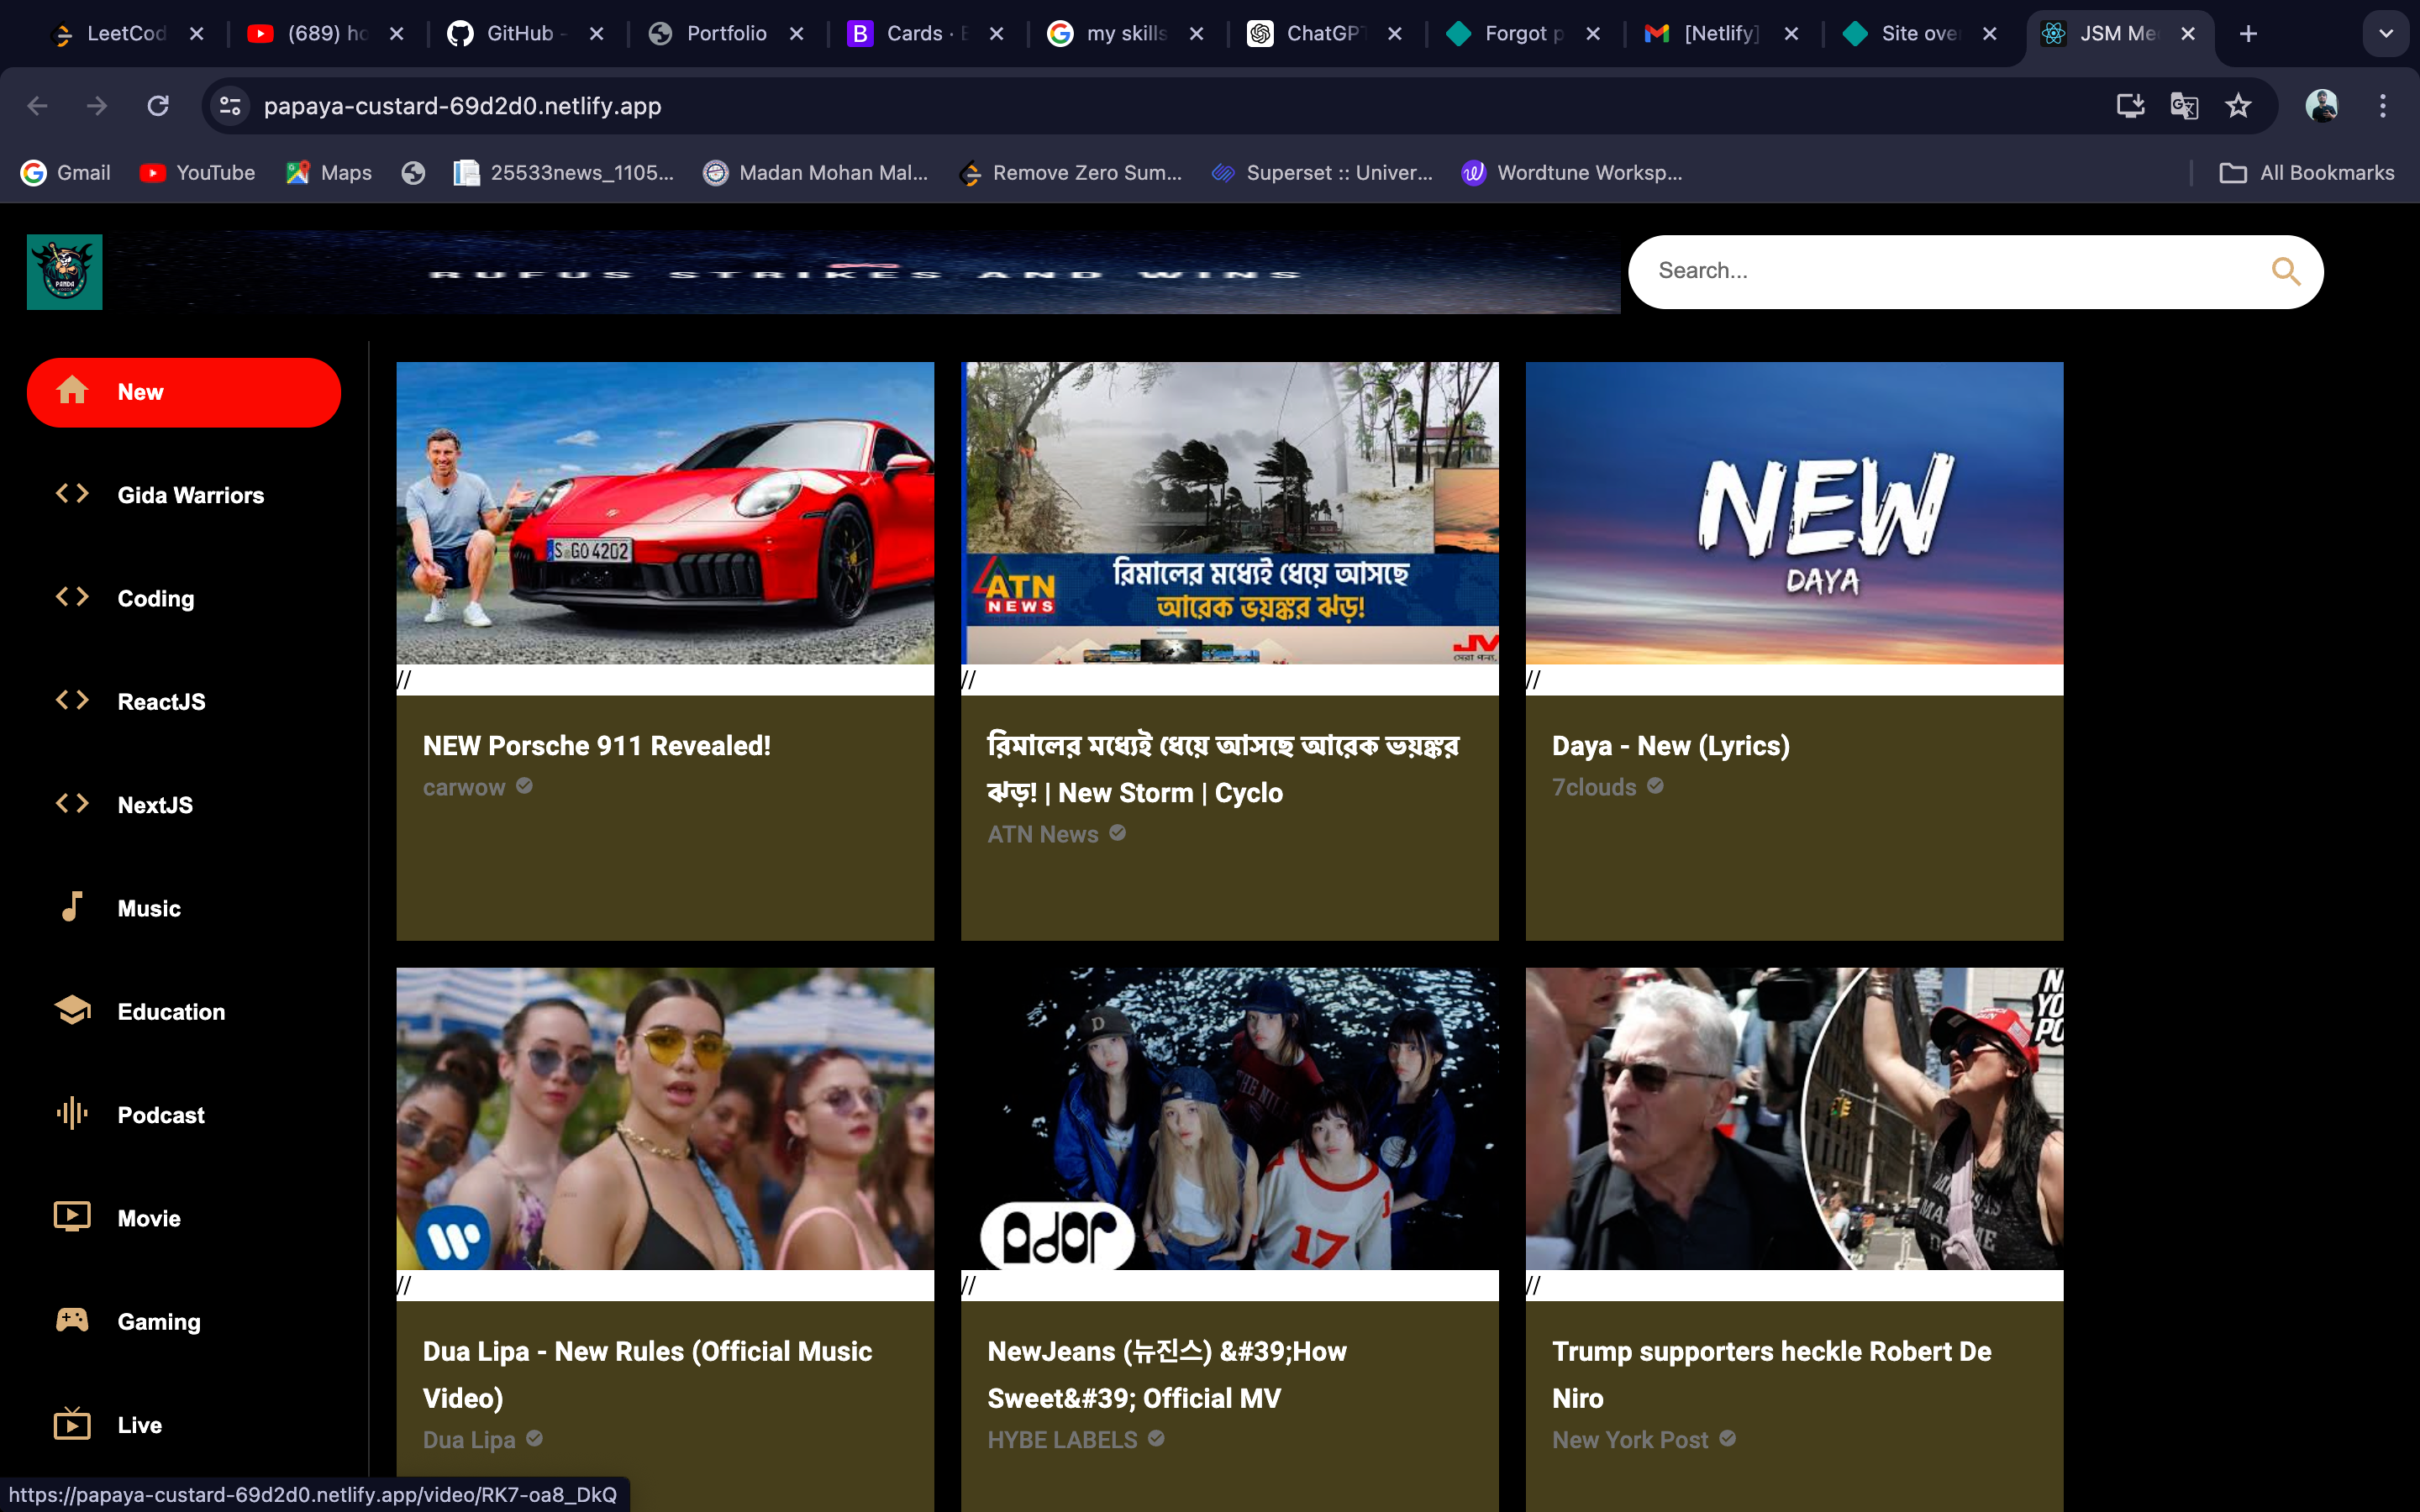 LeetCod
(689) ho
GitHub -
Portfolio
Cards · B
my skills
ChatGPT
Forgot p
[Netlify]
Site over
JSM Me
papaya-custard-69d2d0.netlify.app
Gmail
YouTube
Maps
25533news_1105...
Madan Mohan Mal...
Remove Zero Sum...
Superset :: Univer...
Wordtune Worksp...
All Bookmarks
PANDA
RUFUS STRIKES AND WINS
Search...
New
Gida Warriors
Coding
ReactJS
NextJS
Music
Education
Podcast
Movie
Gaming
Live
S GO 4202
//
NEW Porsche 911 Revealed!
carwow
রিমালের মধ্যেই ধেয়ে আসছে
আরেক ভয়ঙ্কর ঝড়!
ATN
NEWS
//
রিমালের মধ্যেই ধেয়ে আসছে আরেক ভয়ঙ্কর
ঝড়! | New Storm | Cyclo
ATN News
NEW
DAYA
//
Daya - New (Lyrics)
7clouds
//
Dua Lipa - New Rules (Official Music
Video)
Dua Lipa
D
17
ADOR
//
NewJeans (뉴진스) &#39;How
Sweet&#39; Official MV
HYBE LABELS
//
Trump supporters heckle Robert De
Niro
New York Post
https://papaya-custard-69d2d0.netlify.app/video/RK7-oa8_DkQ